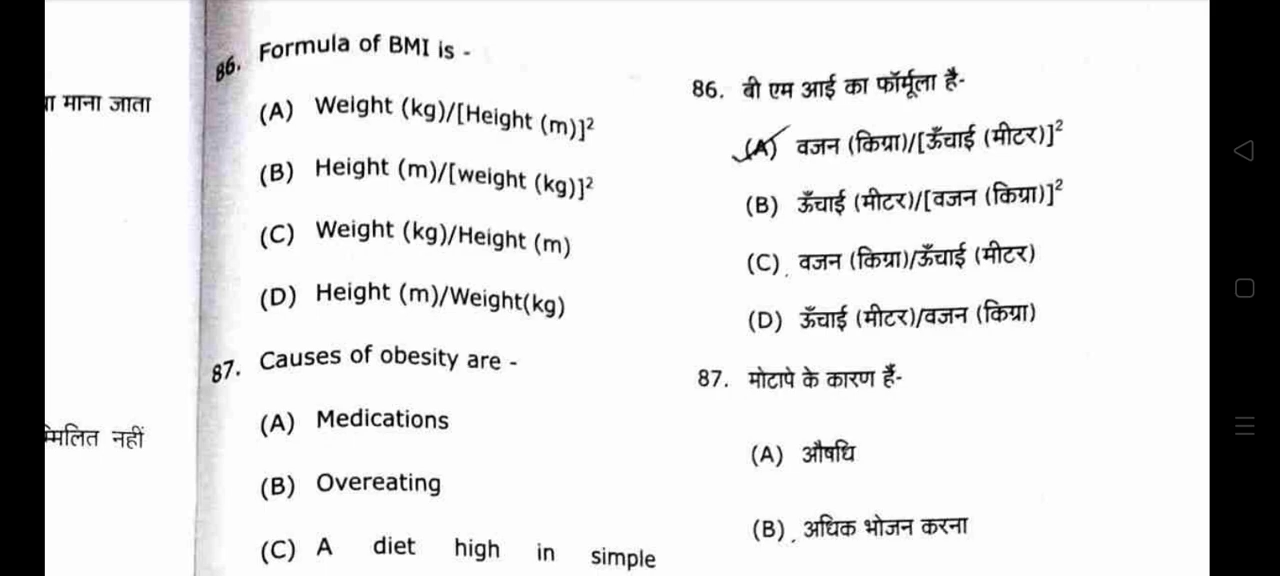 माना जाता
मिलित नहीं
86. Formula of BMI is -
(A) Weight (kg)/[Height (m)]²
(B) Height (m)/[weight (kg)]²
(C) Weight (kg)/Height (m)
(D) Height (m)/Weight(kg)
87. Causes of obesity are -
(A) Medications
(B) Overeating
(C) A diet high in simple
86. बी एम आई का फॉर्मूला है-
(A) वजन (किग्रा)/[ऊँचाई (मीटर)]²
(B) ऊँचाई (मीटर)/[वजन (किग्रा)]²
(C) वजन (किग्रा)/ऊँचाई (मीटर)
(D) ऊँचाई (मीटर)/वजन (किग्रा)
87. मोटापे के कारण हैं-
(A) औषधि
(B) अधिक भोजन करना